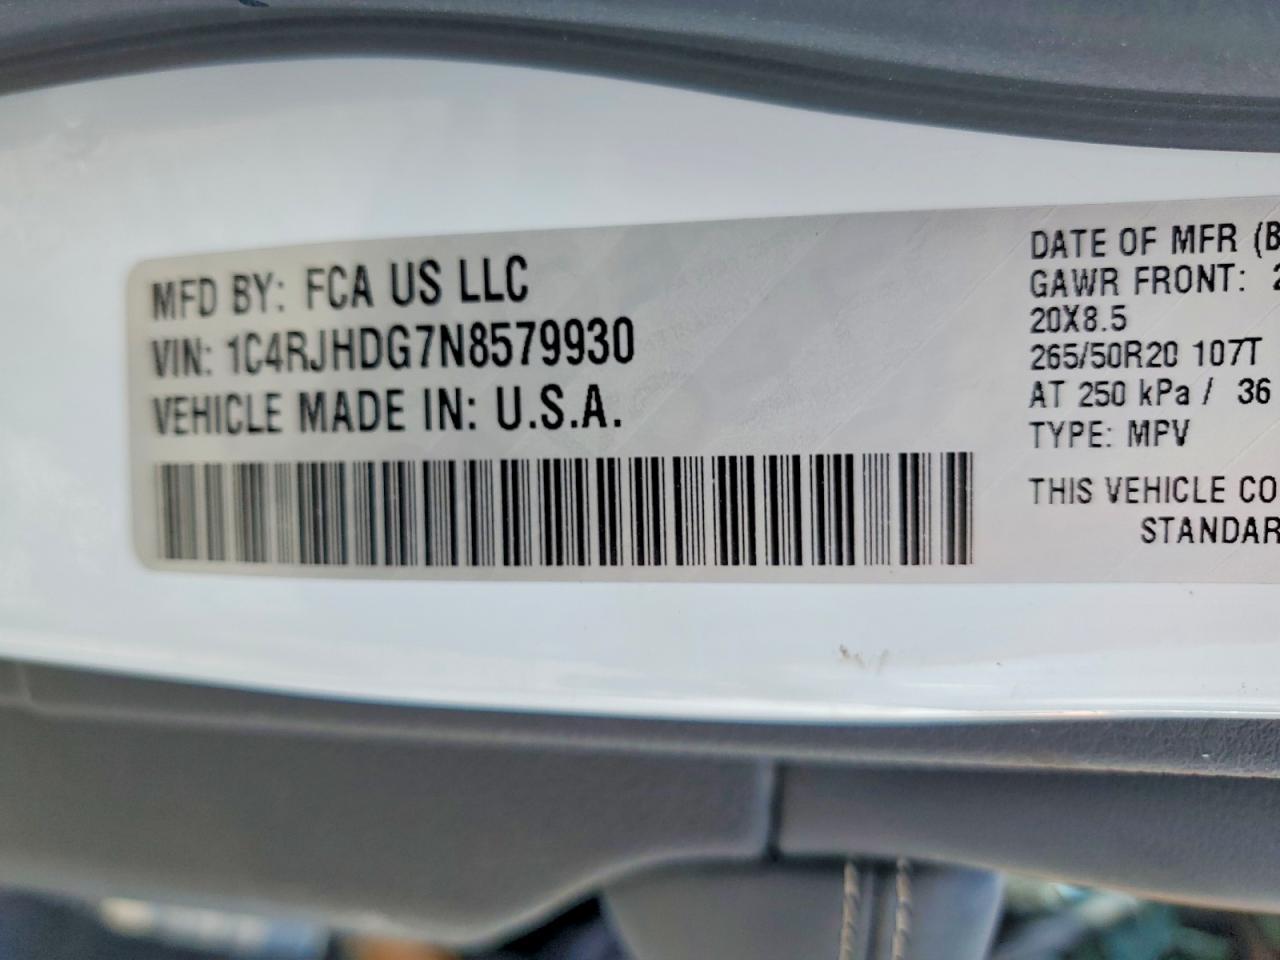 MFD BY: FCA US LLC
VIN: 1C4RJHDG7N8579930
VEHICLE MADE IN: U.S.A.
DATE OF MFR (B
GAWR FRONT: 2
20X8.5
265/50R20 107T
AT 250 kPa / 36
TYPE: MPV
THIS VEHICLE CO
STANDAR